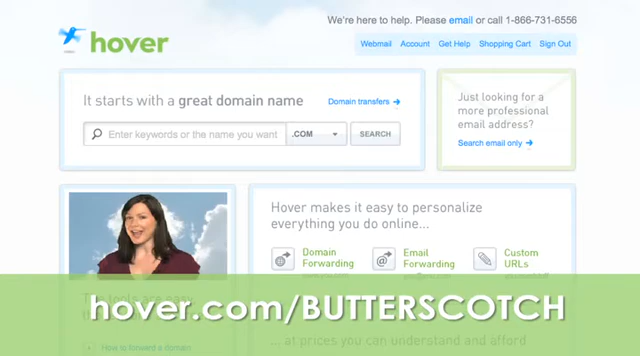 We're here to help. Please email or call 1-866-731-6556
hover
Webmail Account Get Help Shopping Cart Sign Out
It starts with a great domain name
Domain transfers
Enter keywords or the name you want
.COM
SEARCH
Just looking for a
more professional
email address?
Search email only
Hover makes it easy to personalize
everything you do online...
Domain
Forwarding
Email
Forwarding
Custom
URLs
hover.com/BUTTERSCOTCH
The tools are easy
How to forward a domain
... at prices you can understand and afford